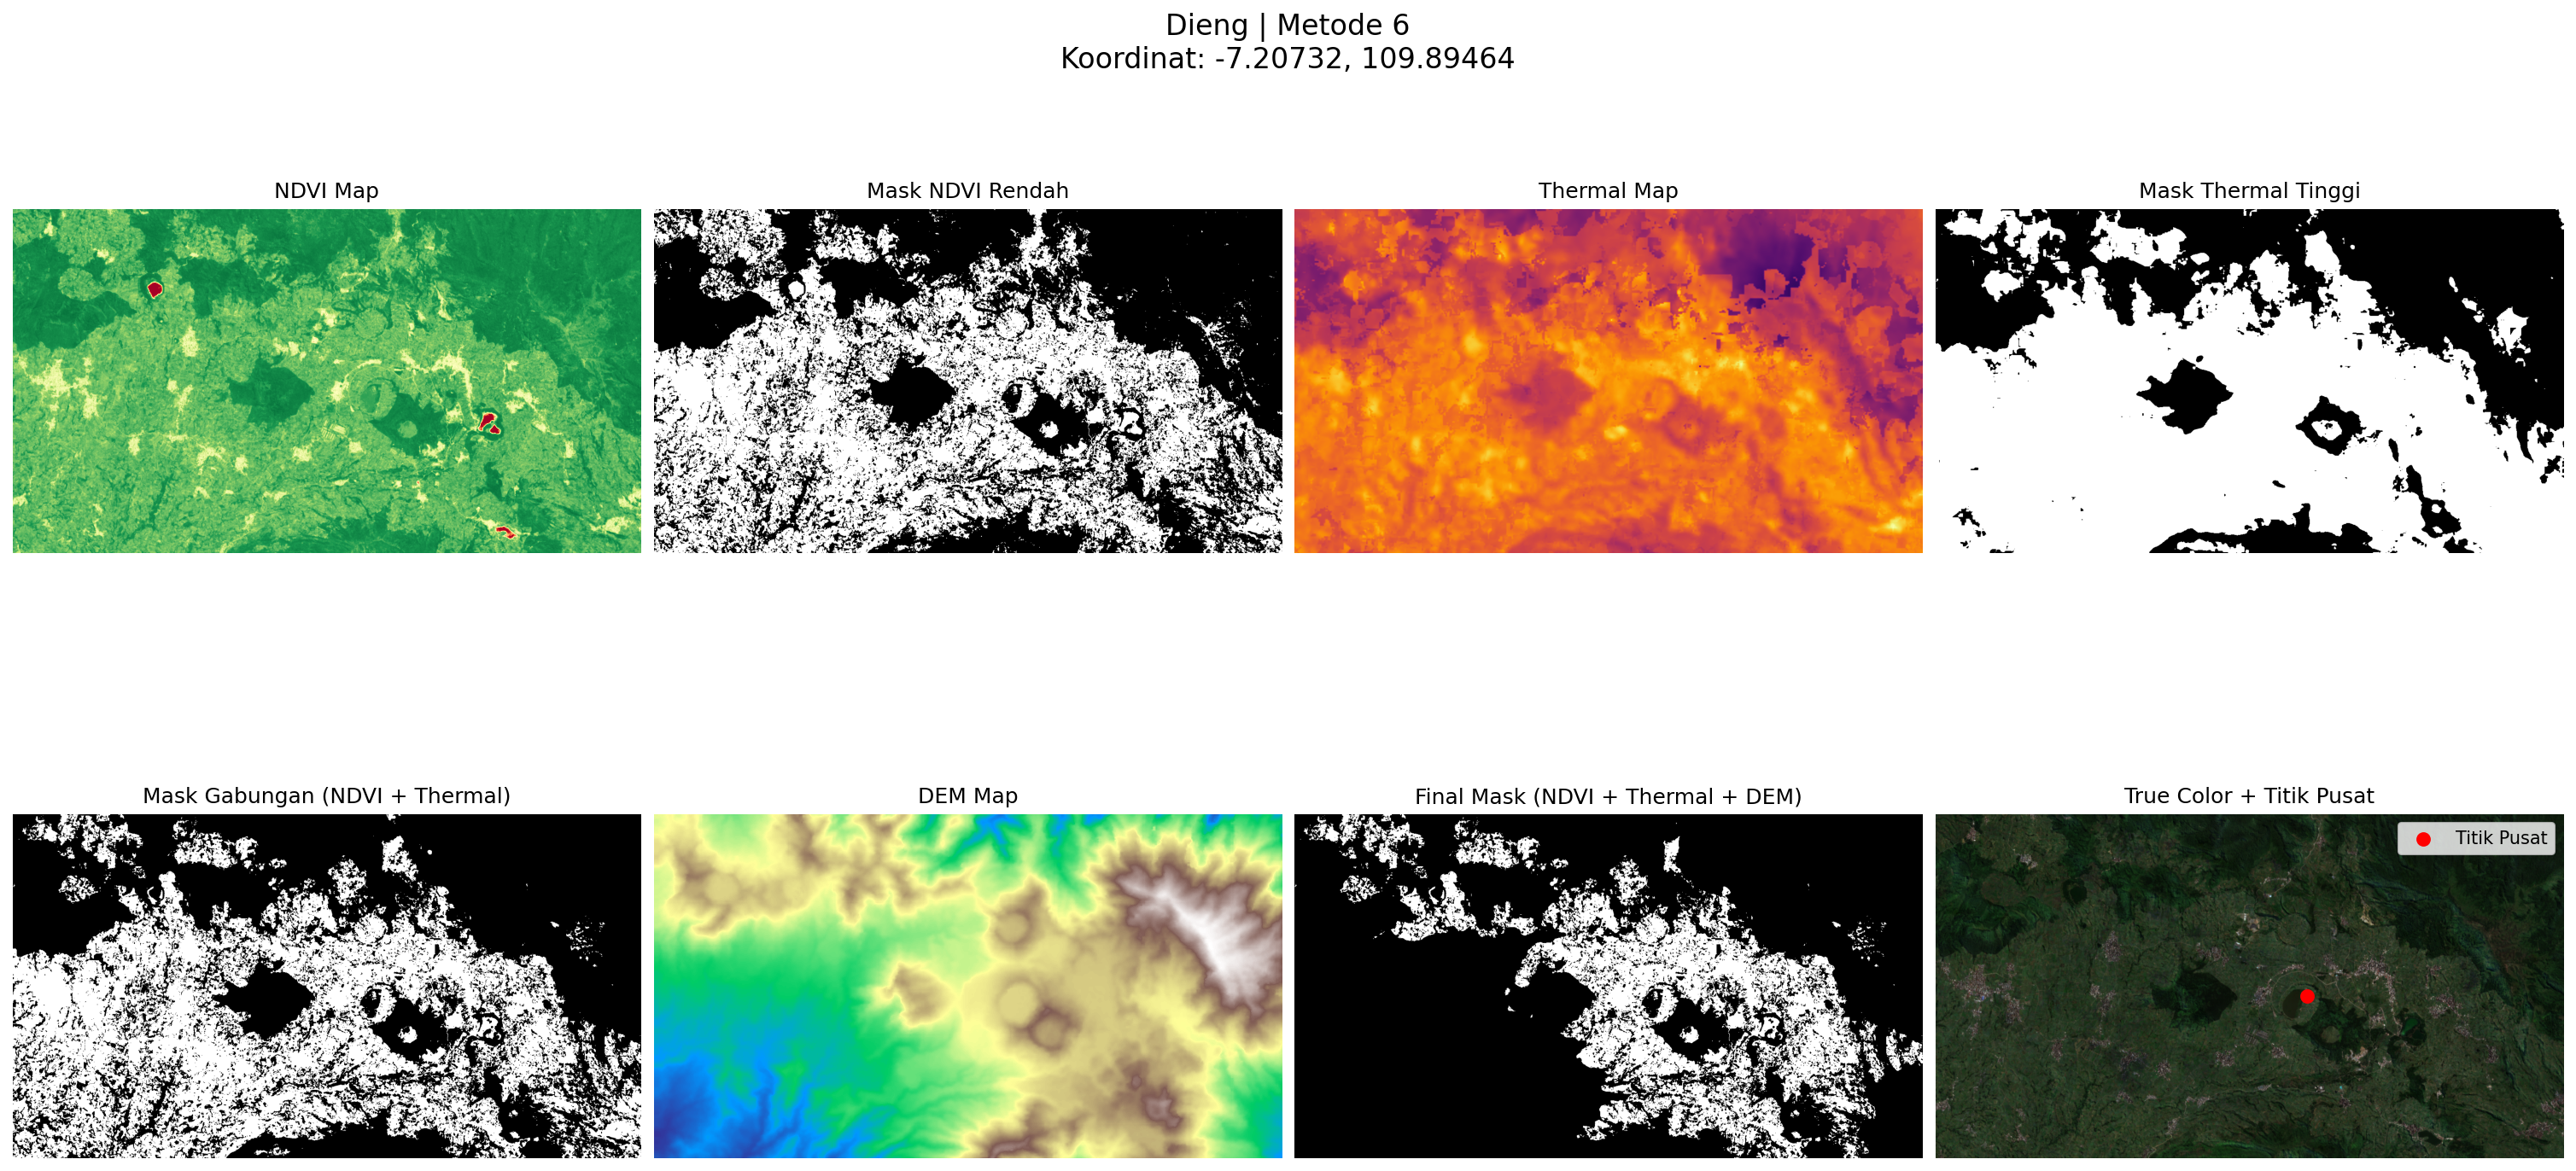 Dieng | Metode 6
Koordinat: -7.20732, 109.89464
NDVI Map
Mask NDVI Rendah
Thermal Map
Mask Thermal Tinggi
Mask Gabungan (NDVI + Thermal)
DEM Map
Final Mask (NDVI + Thermal + DEM)
True Color + Titik Pusat
Titik Pusat